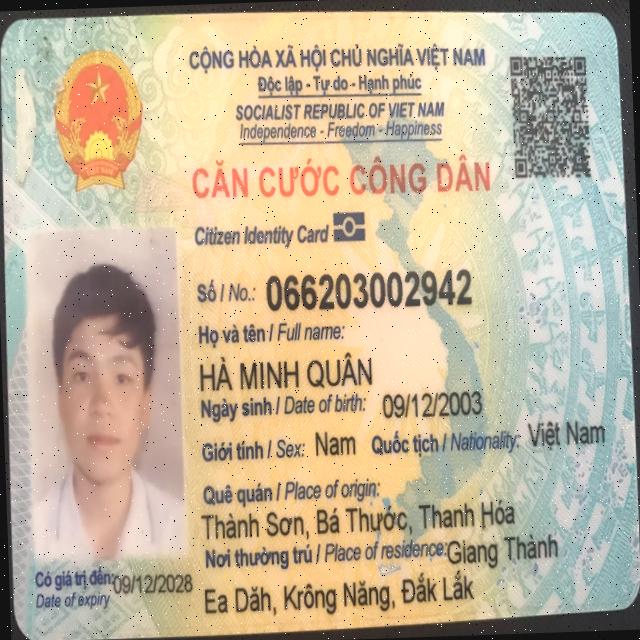 CỘNG HÒA XÃ HỘI CHỦ NGHĨA VIỆT NAM
Độc lập - Tự do - Hạnh phúc
SOCIALIST REPUBLIC OF VIET NAM
Independence - Freedom - Happiness
CĂN CƯỚC CÔNG DÂN
Citizen Identity Card
Số / No.: 066203002942
Họ và tên / Full name:
HÀ MINH QUÂN
Ngày sinh / Date of birth: 09/12/2003
Giới tính / Sex: Nam Quốc tịch / Nationality: Việt Nam
Quê quán / Place of origin:
Thành Sơn, Bá Thước, Thanh Hóa
Nơi thường trú / Place of residence: Giang Thanh
Ea Dăh, Krông Năng, Đắk Lắk
Có giá trị đến: 09/12/2028
Date of expiry